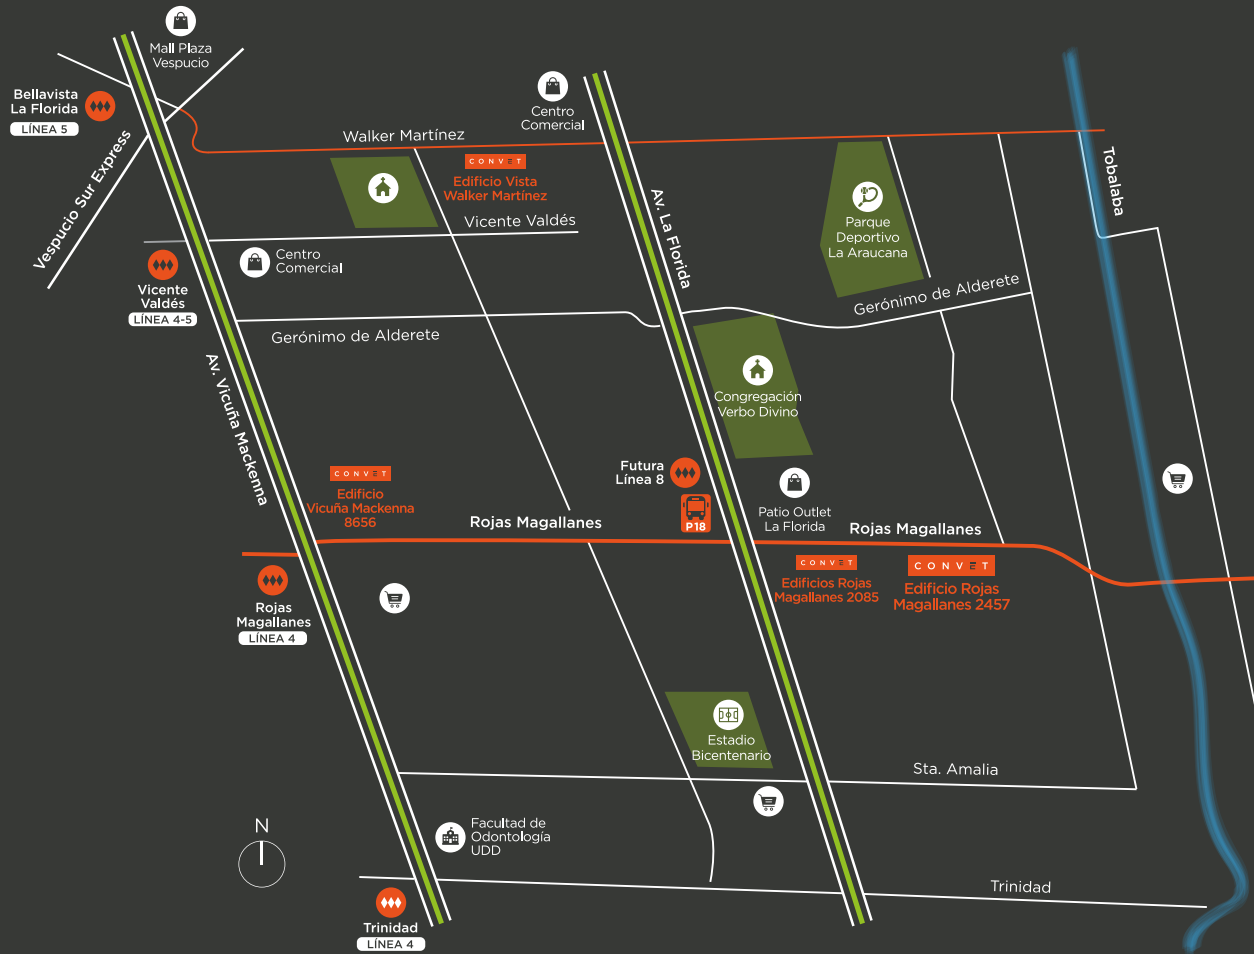 Mall Plaza
Vespucio
Bellavista
La Florida
LÍNEA 5
Centro
Comercial
Walker Martínez
CONVET
Edificio Vista
Walker Martínez
Vespucio Sur Express
Av. La Florida
Tobalaba
Parque
Deportivo
La Araucana
Vicente Valdés
Centro
Comercial
Vicente
Valdés
LÍNEA 4-5
Gerónimo de Alderete
Gerónimo de Alderete
Av. Vicuña Mackenna
Congregación
Verbo Divino
CONVET
Edificio
Vicuña Mackenna
8656
Futura
Línea 8
P18
Patio Outlet
La Florida
Rojas Magallanes
Rojas Magallanes
CONVET
Edificios Rojas
Magallanes 2085
CONVET
Edificio Rojas
Magallanes 2457
Rojas
Magallanes
LÍNEA 4
Estadio
Bicentenario
Sta. Amalia
N
Facultad de
Odontología
UDD
Trinidad
Trinidad
LÍNEA 4